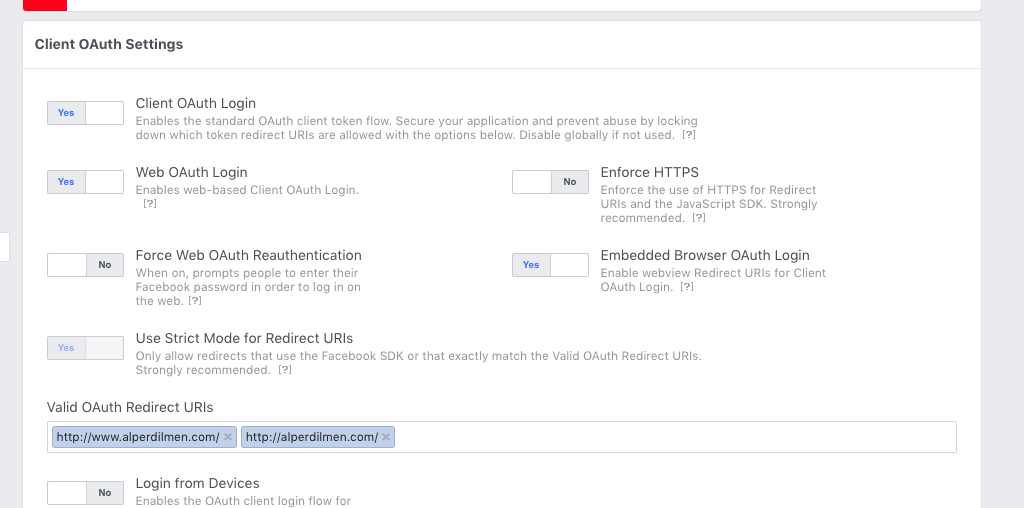 Client OAuth Settings
Yes
Client OAuth Login
Enables the standard OAuth client token flow. Secure your application and prevent abuse by locking
down which token redirect URIs are allowed with the options below. Disable globally if not used. [?]
Yes
Web OAuth Login
Enables web-based Client OAuth Login.
[?]
No
Enforce HTTPS
Enforce the use of HTTPS for Redirect
URIs and the JavaScript SDK. Strongly
recommended. [?]
No
Force Web OAuth Reauthentication
When on, prompts people to enter their
Facebook password in order to log in on
the web. [?]
Yes
Embedded Browser OAuth Login
Enable webview Redirect URIs for Client
OAuth Login. [?]
Yes
Use Strict Mode for Redirect URIs
Only allow redirects that use the Facebook SDK or that exactly match the Valid OAuth Redirect URIs.
Strongly recommended. [?]
Valid OAuth Redirect URIs
http://www.alperdilmen.com/ × http://alperdilmen.com/ ×
No
Login from Devices
Enables the OAuth client login flow for